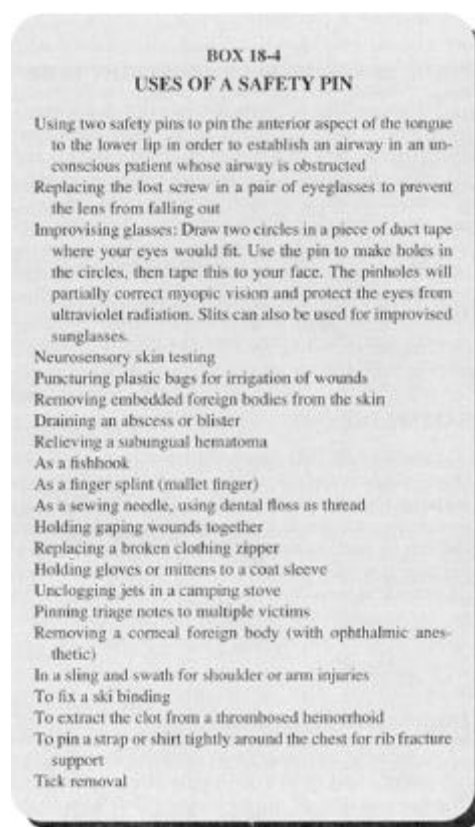 BOX 18-4
USES OF A SAFETY PIN
Using two safety pins to pin the anterior aspect of the tongue
to the lower lip in order to establish an airway in an un-
conscious patient whose airway is obstructed
Replacing the lost screw in a pair of eyeglasses to prevent
the lens from falling out
Improvising glasses: Draw two circles in a piece of duct tape
where your eyes would fit. Use the pin to make holes in
the circles, then tape this to your face. The pinholes will
partially correct myopic vision and protect the eyes from
ultraviolet radiation. Slits can also be used for improvised
sunglasses.
Neurosensory skin testing
Puncturing plastic bags for irrigation of wounds
Removing embedded foreign bodies from the skin
Draining an abscess or blister
Relieving a subungual hematoma
As a fishhook
As a finger splint (mallet finger)
As a sewing needle, using dental floss as thread
Holding gaping wounds together
Replacing a broken clothing zipper
Holding gloves or mittens to a coat sleeve
Unclogging jets in a camping stove
Pinning triage notes to multiple victims
Removing a corneal foreign body (with ophthalmic anes-
thetic)
In a sling and swath for shoulder or arm injuries
To fix a ski binding
To extract the clot from a thrombosed hemorrhoid
To pin a strap or shirt tightly around the chest for rib fracture
support
Tick removal